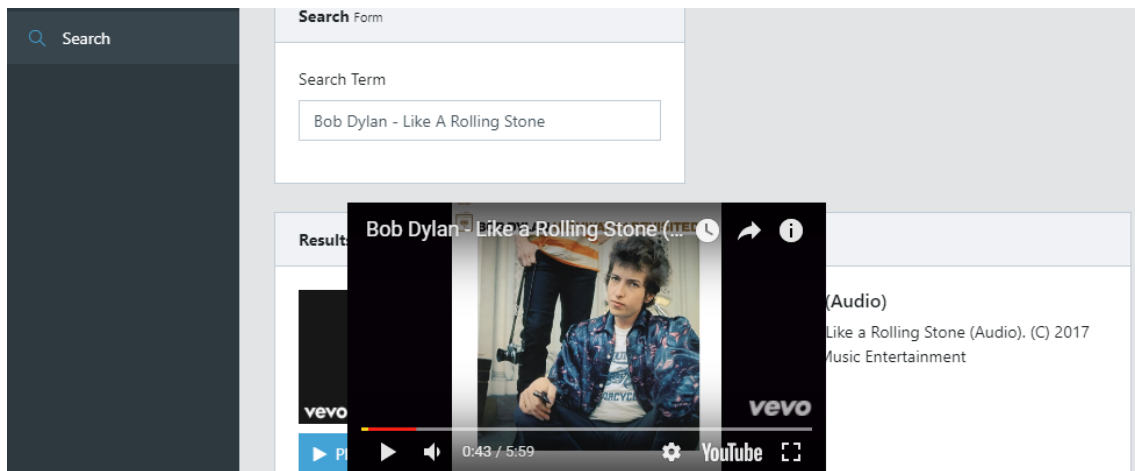 Search Form
Search
Search Term
Bob Dylan - Like A Rolling Stone
Bob Dylan - Like a Rolling Stone (...
Results
(Audio)
Like a Rolling Stone (Audio). (C) 2017
Music Entertainment
vevo
vevo
0:43 / 5:59
YouTube